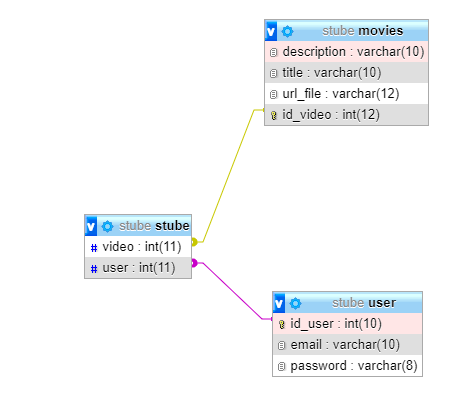 v stube movies
description : varchar(10)
title : varchar(10)
url_file : varchar(12)
id_video : int(12)
v stube stube
# video : int(11)
# user : int(11)
v stube user
id_user : int(10)
email : varchar(10)
password : varchar(8)